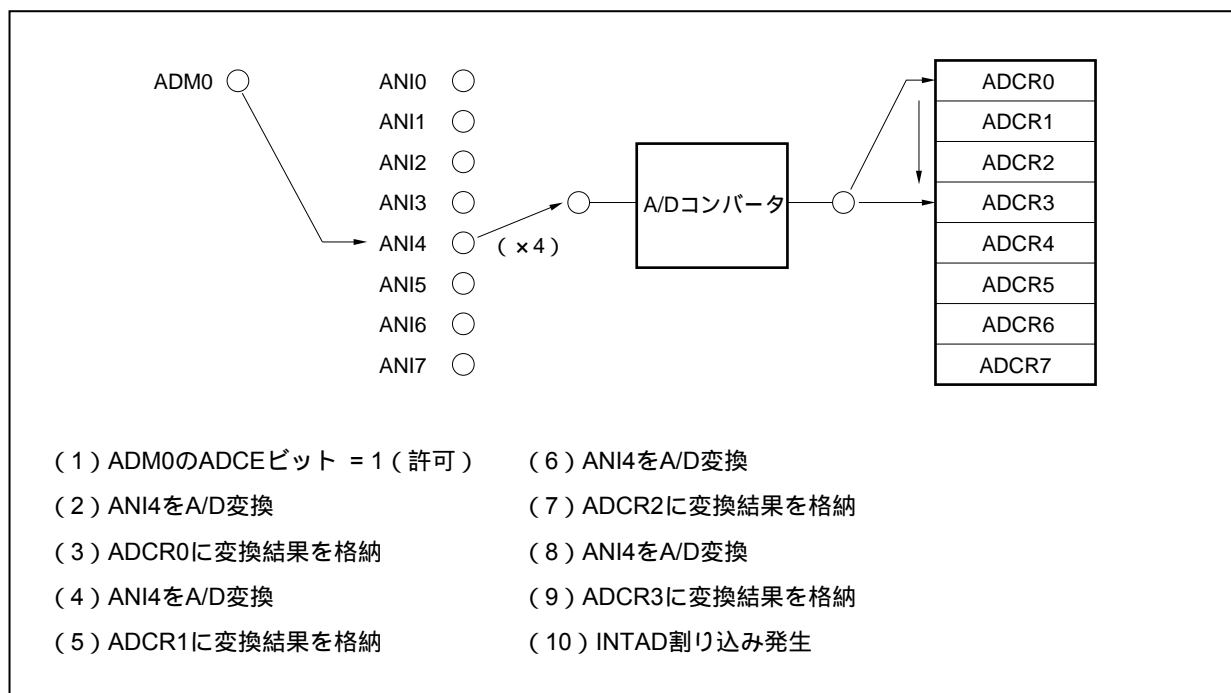 ADM0
ANI0
ANI1
ANI2
ANI3
ANI4
ANI5
ANI6
ANI7
(×4)
A/Dコンバータ
ADCR0
ADCR1
ADCR2
ADCR3
ADCR4
ADCR5
ADCR6
ADCR7
(1)ADM0のADCEビット = 1(許可)
(2)ANI4をA/D変換
(3)ADCR0に変換結果を格納
(4)ANI4をA/D変換
(5)ADCR1に変換結果を格納
(6)ANI4をA/D変換
(7)ADCR2に変換結果を格納
(8)ANI4をA/D変換
(9)ADCR3に変換結果を格納
(10)INTAD割り込み発生